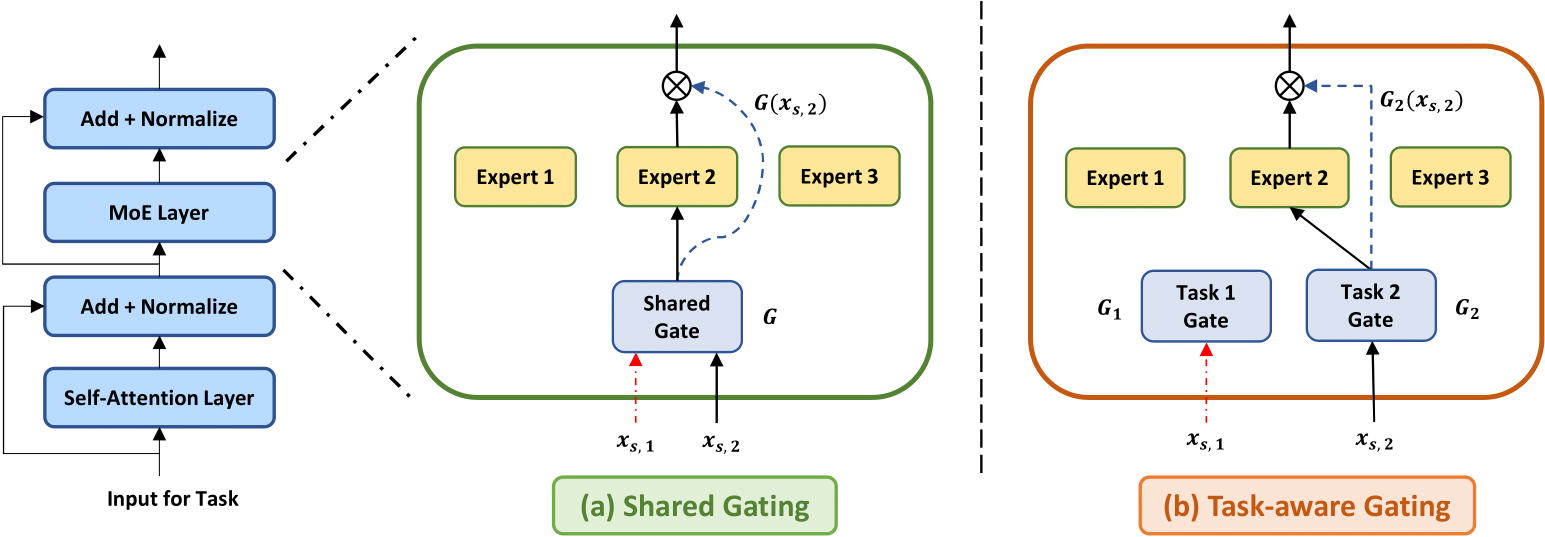 Add + Normalize
MoE Layer
Add + Normalize
Self-Attention Layer
Input for Task
G(x_{s,2})
Expert 1
Expert 2
Expert 3
Shared
Gate
G
x_{s,1}
x_{s,2}
(a) Shared Gating
G_2(x_{s,2})
Expert 1
Expert 2
Expert 3
G_1
Task 1
Gate
Task 2
Gate
G_2
x_{s,1}
x_{s,2}
(b) Task-aware Gating